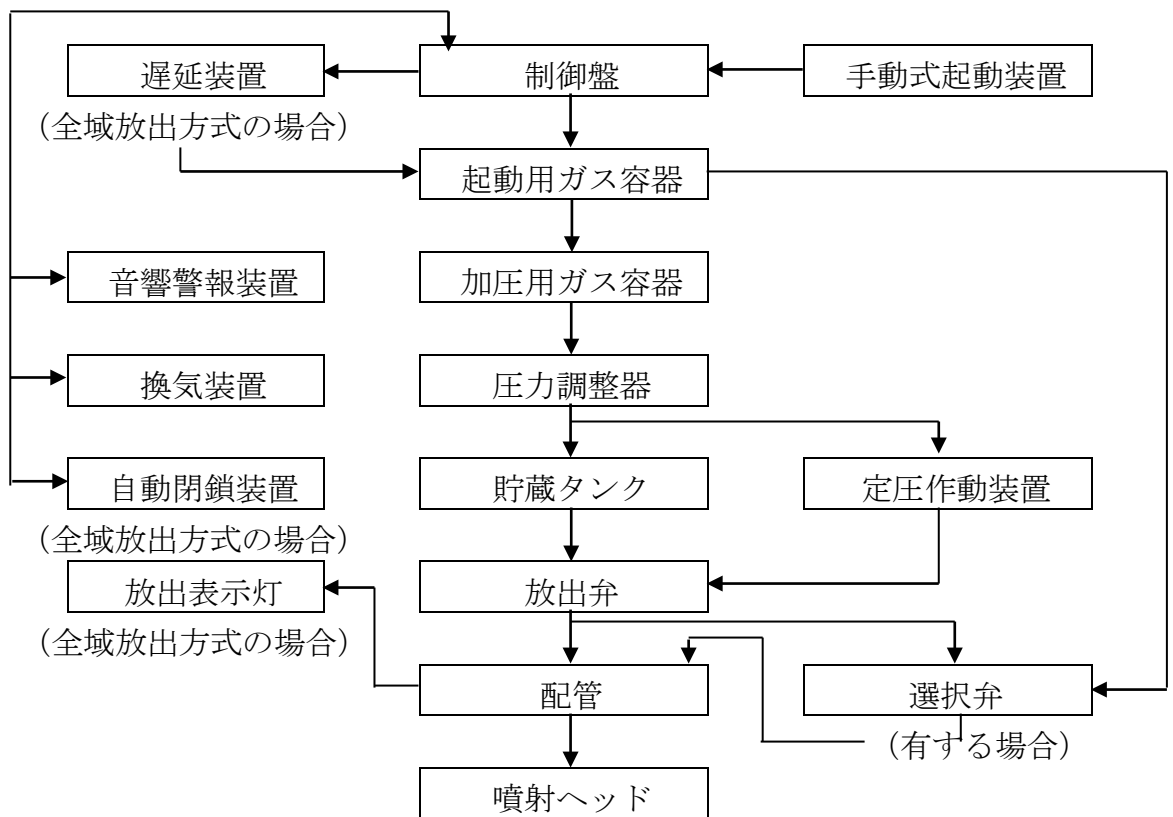 遅延装置
制御盤
手動式起動装置
（全域放出方式の場合）
起動用ガス容器
音響警報装置
加圧用ガス容器
換気装置
圧力調整器
自動閉鎖装置
貯蔵タンク
定圧作動装置
（全域放出方式の場合）
放出表示灯
放出弁
（全域放出方式の場合）
配管
選択弁
（有する場合）
噴射ヘッド